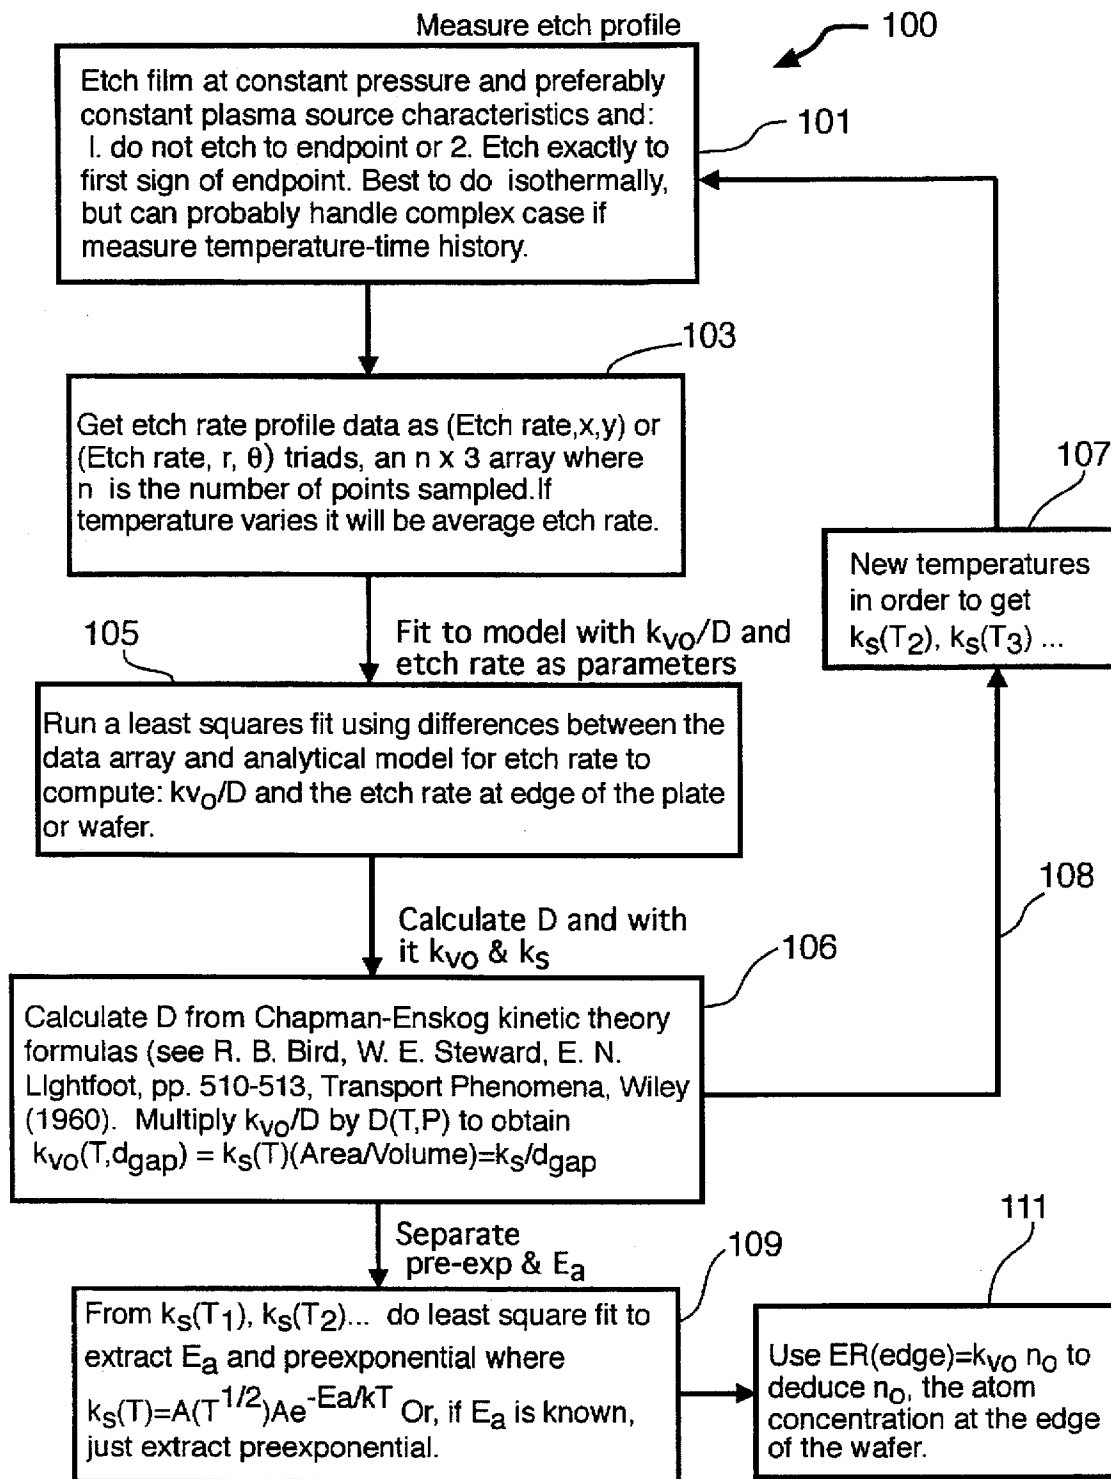 Measure etch profile
100
Etch film at constant pressure and preferably
constant plasma source characteristics and:
I. do not etch to endpoint or 2. Etch exactly to
first sign of endpoint. Best to do isothermally,
but can probably handle complex case if
measure temperature-time history.
101
103
Get etch rate profile data as (Etch rate,x,y) or
(Etch rate, r, θ) triads, an n x 3 array where
n is the number of points sampled.If
temperature varies it will be average etch rate.
107
New temperatures
in order to get
kₛ(T₂), kₛ(T₃) ...
105
Fit to model with kᵥₒ/D and
etch rate as parameters
Run a least squares fit using differences between the
data array and analytical model for etch rate to
compute: kvₒ/D and the etch rate at edge of the plate
or wafer.
108
Calculate D and with
it kᵥₒ & kₛ
106
Calculate D from Chapman-Enskog kinetic theory
formulas (see R. B. Bird, W. E. Steward, E. N.
LIghtfoot, pp. 510-513, Transport Phenomena, Wiley
(1960). Multiply kᵥₒ/D by D(T,P) to obtain
kᵥₒ(T,d_gap) = kₛ(T)(Area/Volume)=kₛ/d_gap
Separate
pre-exp & Eₐ
109
From kₛ(T₁), kₛ(T₂)... do least square fit to
extract Eₐ and preexponential where
kₛ(T)=A(T^1/2)Ae^-Ea/kT Or, if Eₐ is known,
just extract preexponential.
111
Use ER(edge)=kᵥₒ nₒ to
deduce nₒ, the atom
concentration at the edge
of the wafer.